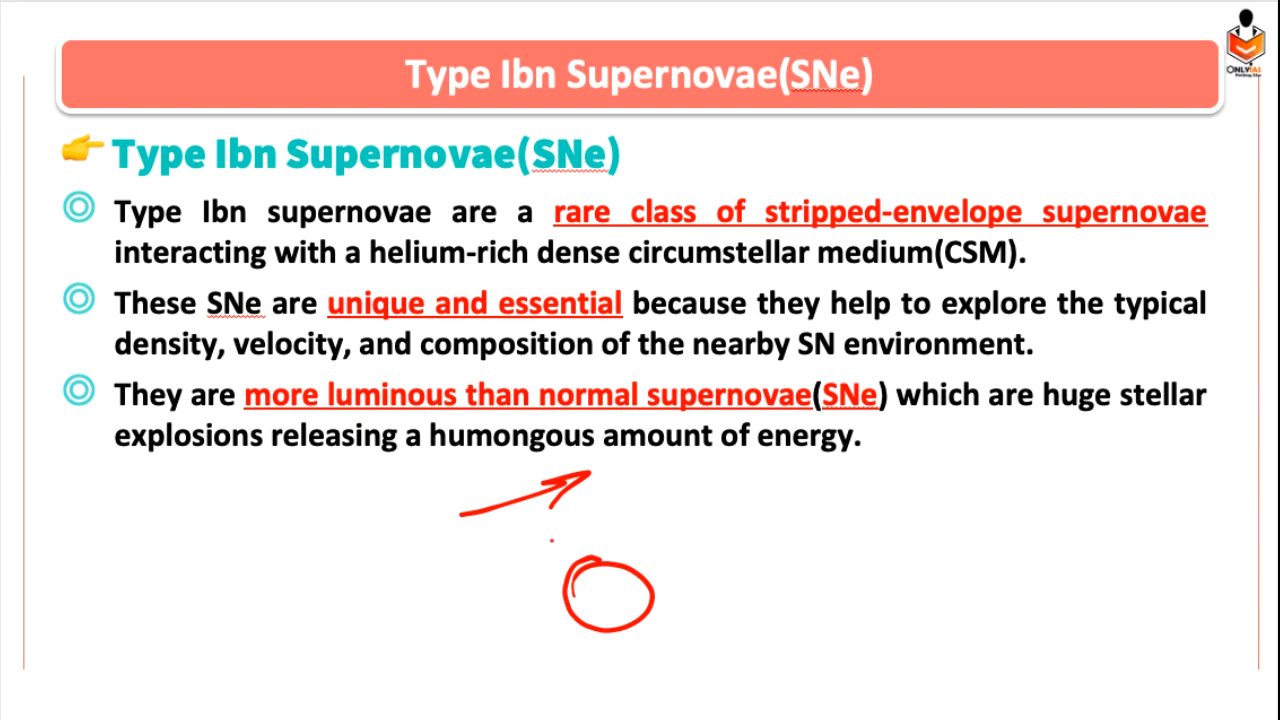 Type Ibn Supernovae(SNe)
ONLYIAS
Type Ibn Supernovae(SNe)
Type Ibn supernovae are a rare class of stripped-envelope supernovae
interacting with a helium-rich dense circumstellar medium(CSM).
These SNe are unique and essential because they help to explore the typical
density, velocity, and composition of the nearby SN environment.
They are more luminous than normal supernovae(SNe) which are huge stellar
explosions releasing a humongous amount of energy.